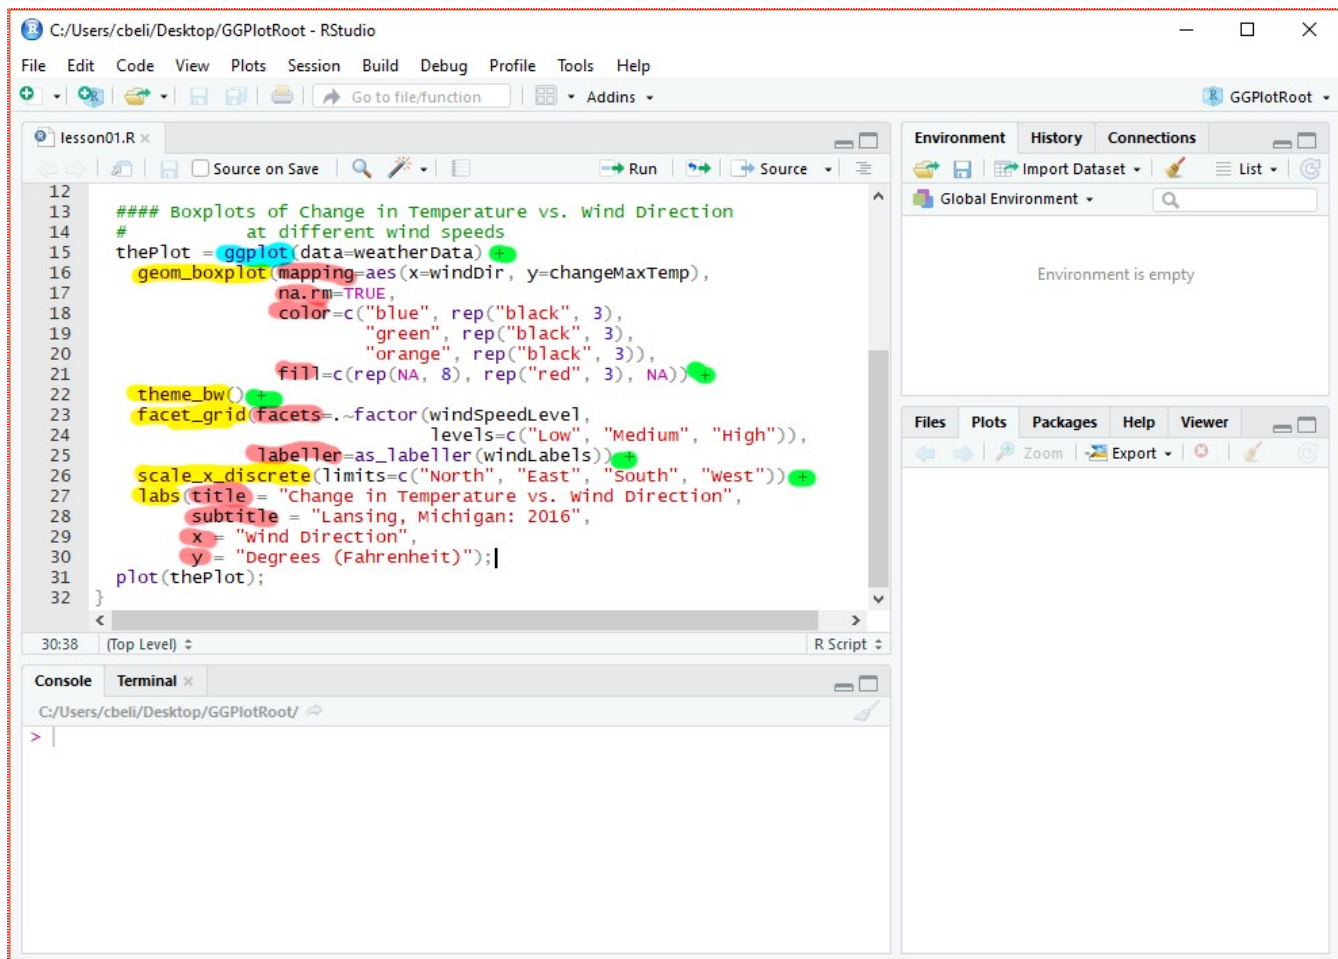 C:/Users/cbeli/Desktop/GGPlotRoot - RStudio
File Edit Code View Plots Session Build Debug Profile Tools Help
Go to file/function Addins GGPlotRoot
lesson01.R
Source on Save Run Source
12
13 #### Boxplots of Change in Temperature vs. Wind Direction
14 # at different wind speeds
15 thePlot = ggplot(data=weatherData) +
16 geom_boxplot(mapping=aes(x=windDir, y=changeMaxTemp),
17 na.rm=TRUE,
18 color=c("blue", rep("black", 3),
19 "green", rep("black", 3),
20 "orange", rep("black", 3)),
21 fill=c(rep(NA, 8), rep("red", 3), NA)) +
22 theme_bw() +
23 facet_grid(facets=.~factor(windSpeedLevel,
24 levels=c("Low", "Medium", "High")),
25 labeller=as_labeller(windLabels)) +
26 scale_x_discrete(limits=c("North", "East", "South", "West")) +
27 labs(title = "Change in Temperature vs. Wind Direction",
28 subtitle = "Lansing, Michigan: 2016",
29 x = "Wind Direction",
30 y = "Degrees (Fahrenheit)");
31 plot(thePlot);
32 }
30:38 (Top Level) R Script
Console Terminal
C:/Users/cbeli/Desktop/GGPlotRoot/
>
Environment History Connections
Import Dataset List
Global Environment
Environment is empty
Files Plots Packages Help Viewer
Zoom Export